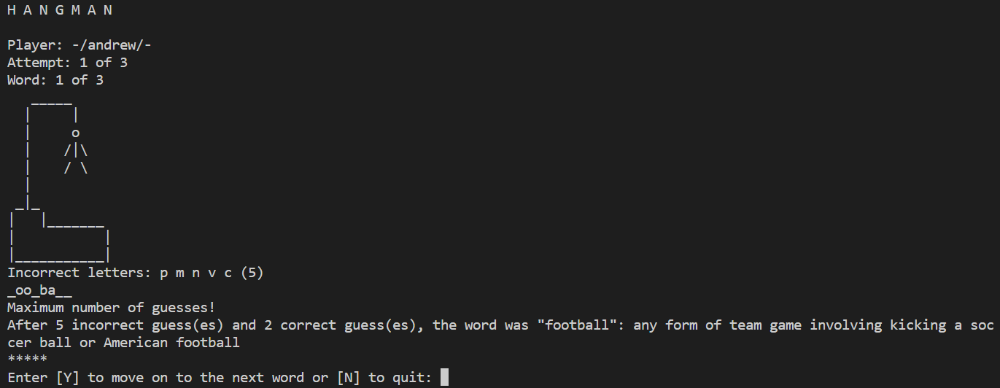 H A N G M A N
Player: -/andrew/-
Attempt: 1 of 3
Word: 1 of 3
   _____
  |     |
  |     o
  |    /|\
  |    / \
  |
 _|_
|   |_______
|           |
|___________|
Incorrect letters: p m n v c (5)
_oo_ba__
Maximum number of guesses!
After 5 incorrect guess(es) and 2 correct guess(es), the word was "football": any form of team game involving kicking a soc
cer ball or American football
*****
Enter [Y] to move on to the next word or [N] to quit: